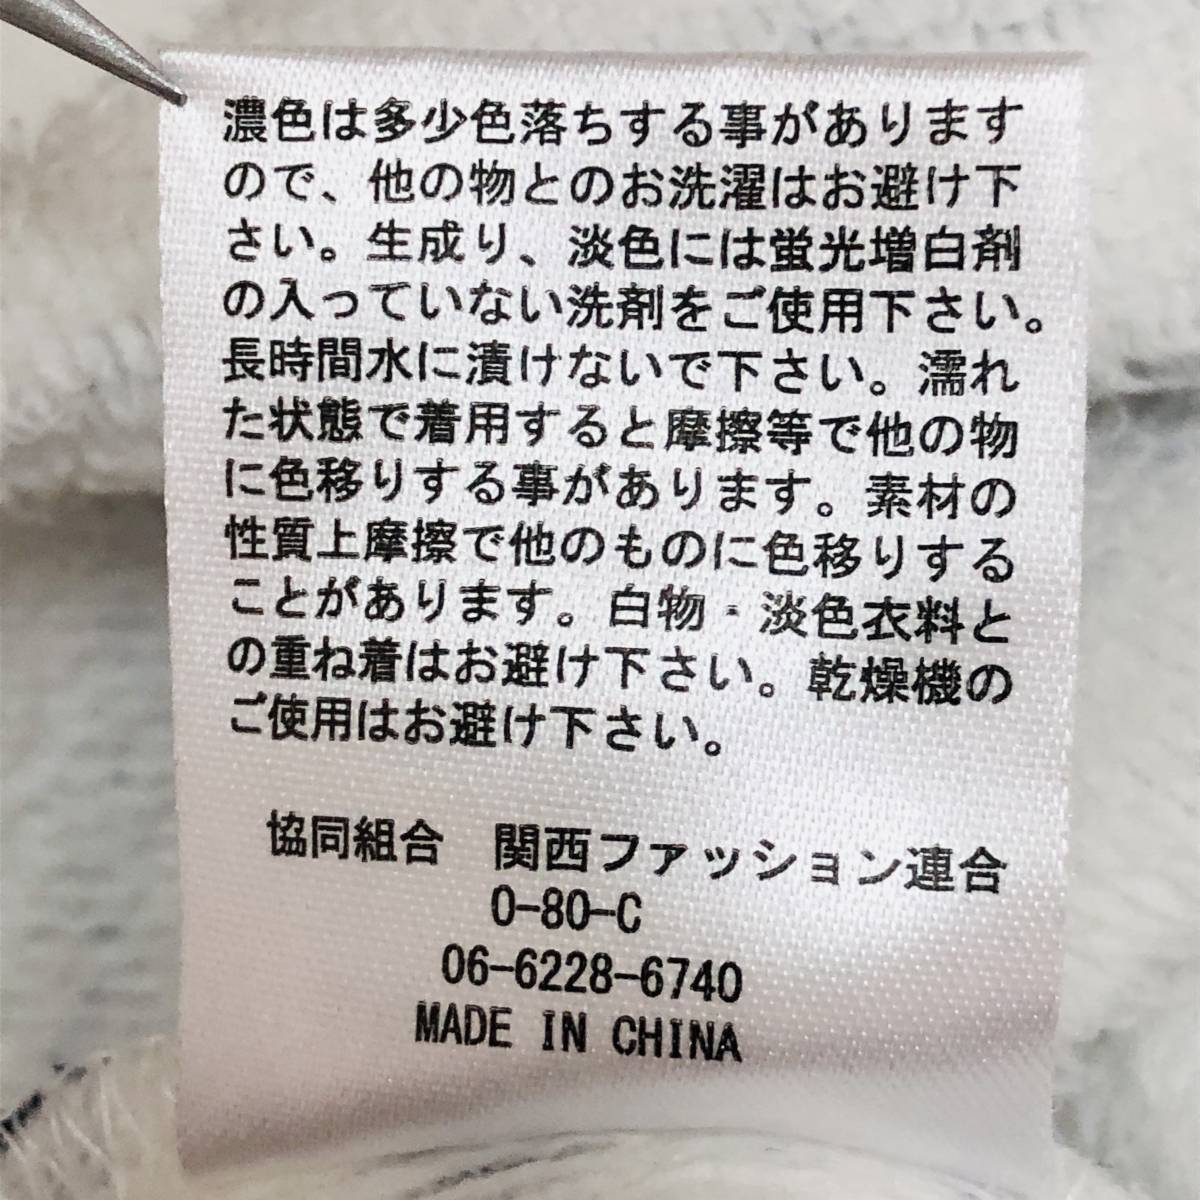 濃色は多少色落ちする事があります
ので、他の物とのお洗濯はお避け下
さい。生成り、淡色には蛍光増白剤
の入っていない洗剤をご使用下さい。
長時間水に漬けないで下さい。濡れ
た状態で着用すると摩擦等で他の物
に色移りする事があります。素材の
性質上摩擦で他のものに色移りする
ことがあります。白物・淡色衣料と
の重ね着はお避け下さい。乾燥機の
ご使用はお避け下さい。
協同組合 関西ファッション連合
0-80-C
06-6228-6740
MADE IN CHINA